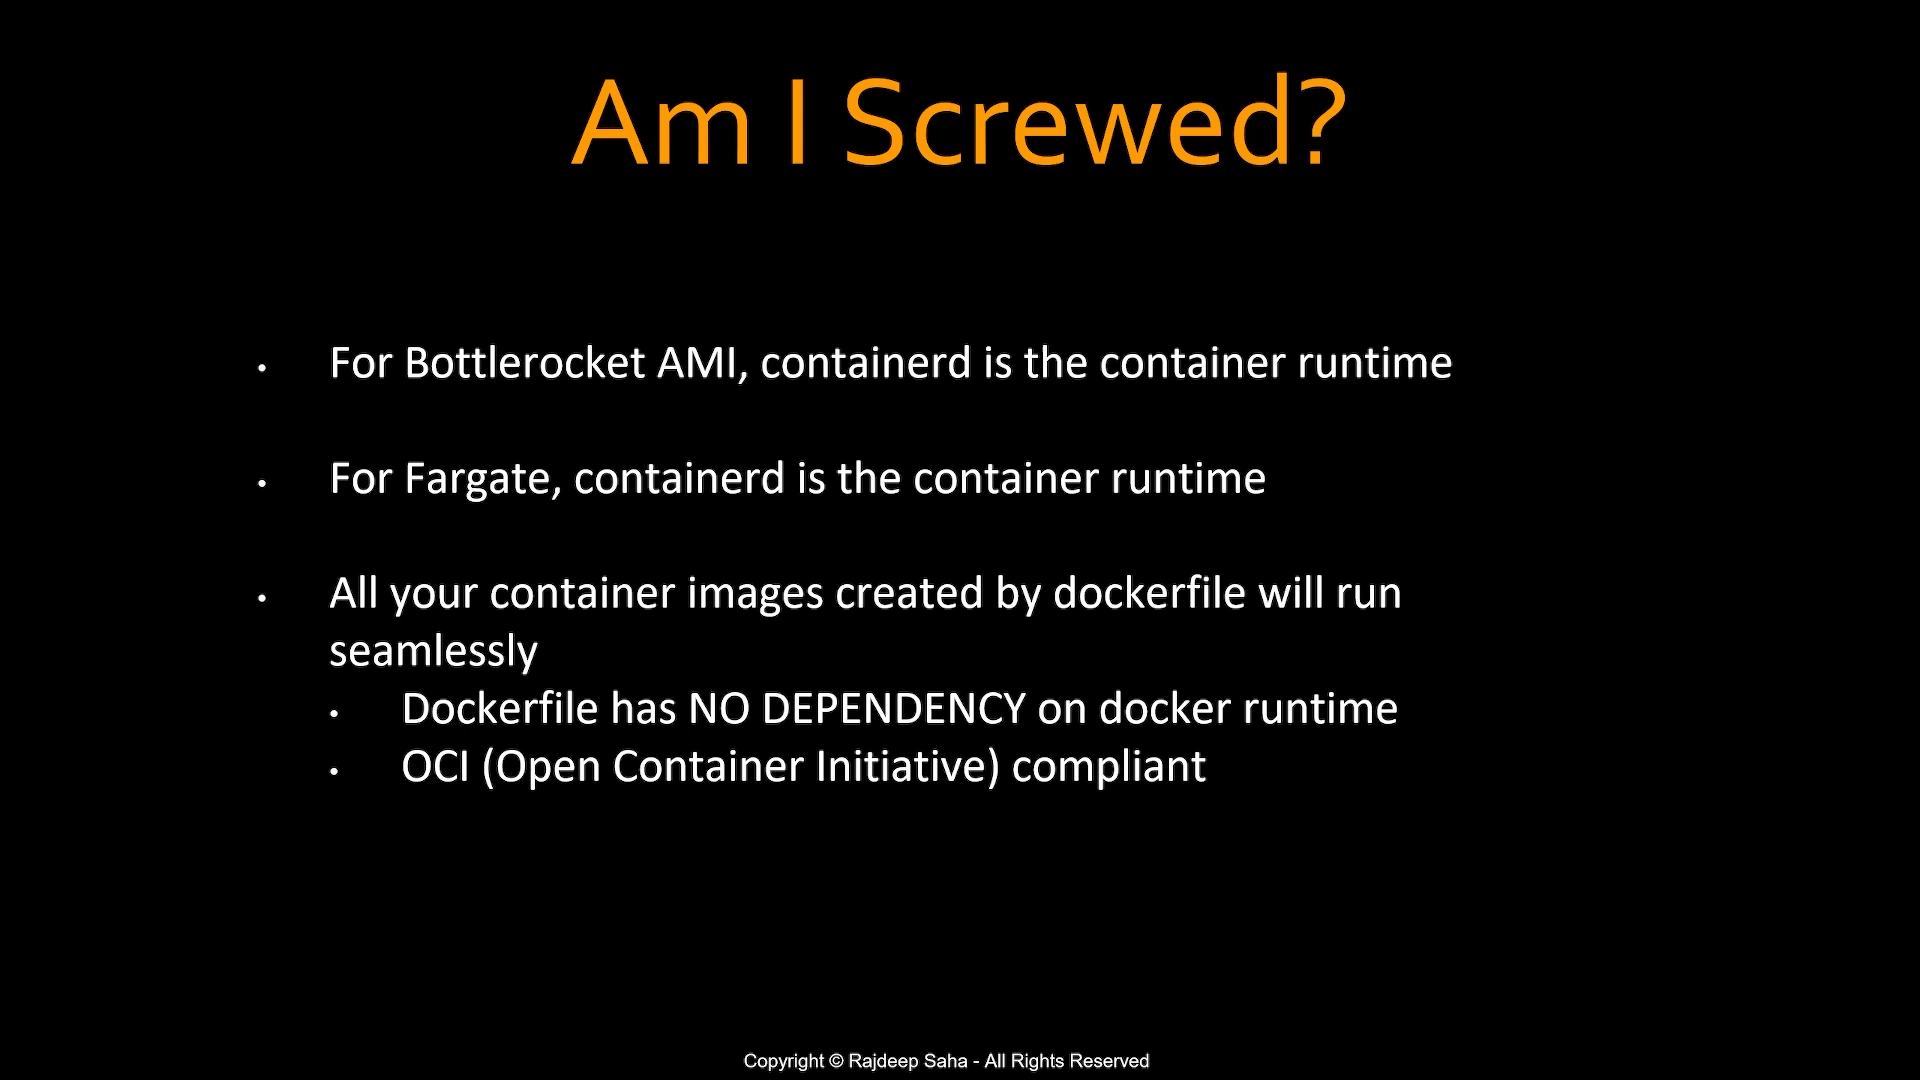 Am I Screwed?
• For Bottlerocket AMI, containerd is the container runtime
• For Fargate, containerd is the container runtime
• All your container images created by dockerfile will run
seamlessly
• Dockerfile has NO DEPENDENCY on docker runtime
• OCI (Open Container Initiative) compliant
Copyright © Rajdeep Saha - All Rights Reserved